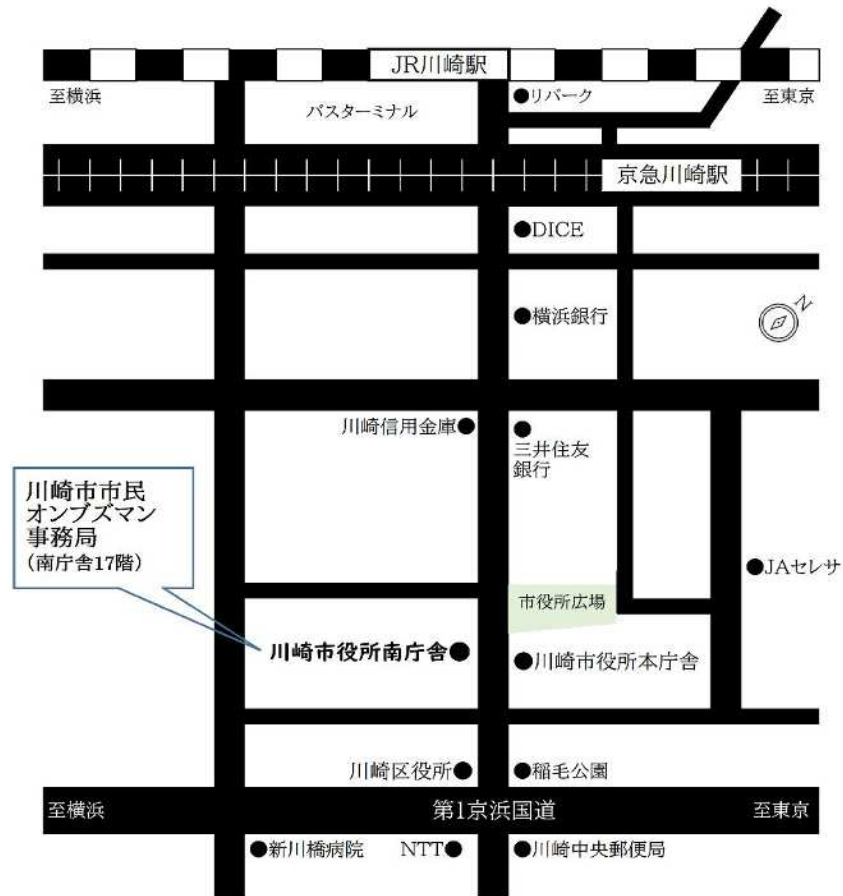 JR川崎駅
至横浜
バスターミナル
●リバーク
至東京
京急川崎駅
●DICE
●横浜銀行
N
川崎信用金庫●
三井住友
銀行
川崎市市民
オンブズマン
事務局
(南庁舎17階)
●JAセレサ
市役所広場
川崎市役所南庁舎●
●川崎市役所本庁舎
川崎区役所●
●稲毛公園
至横浜
第1京浜国道
至東京
●新川橋病院
NTT●
●川崎中央郵便局